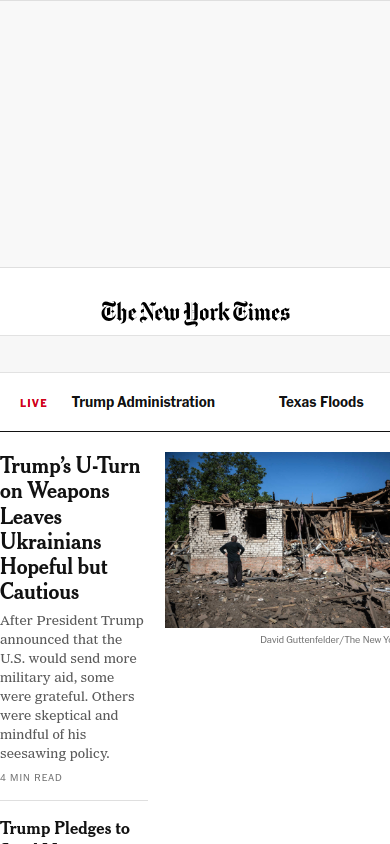 The New York Times
LIVE
Trump Administration
Texas Floods
Trump's U-Turn
on Weapons
Leaves
Ukrainians
Hopeful but
Cautious
After President Trump
announced that the
U.S. would send more
military aid, some
were grateful. Others
were skeptical and
mindful of his
seesawing policy.
4 MIN READ
David Guttenfelder/The New Yo
Trump Pledges to